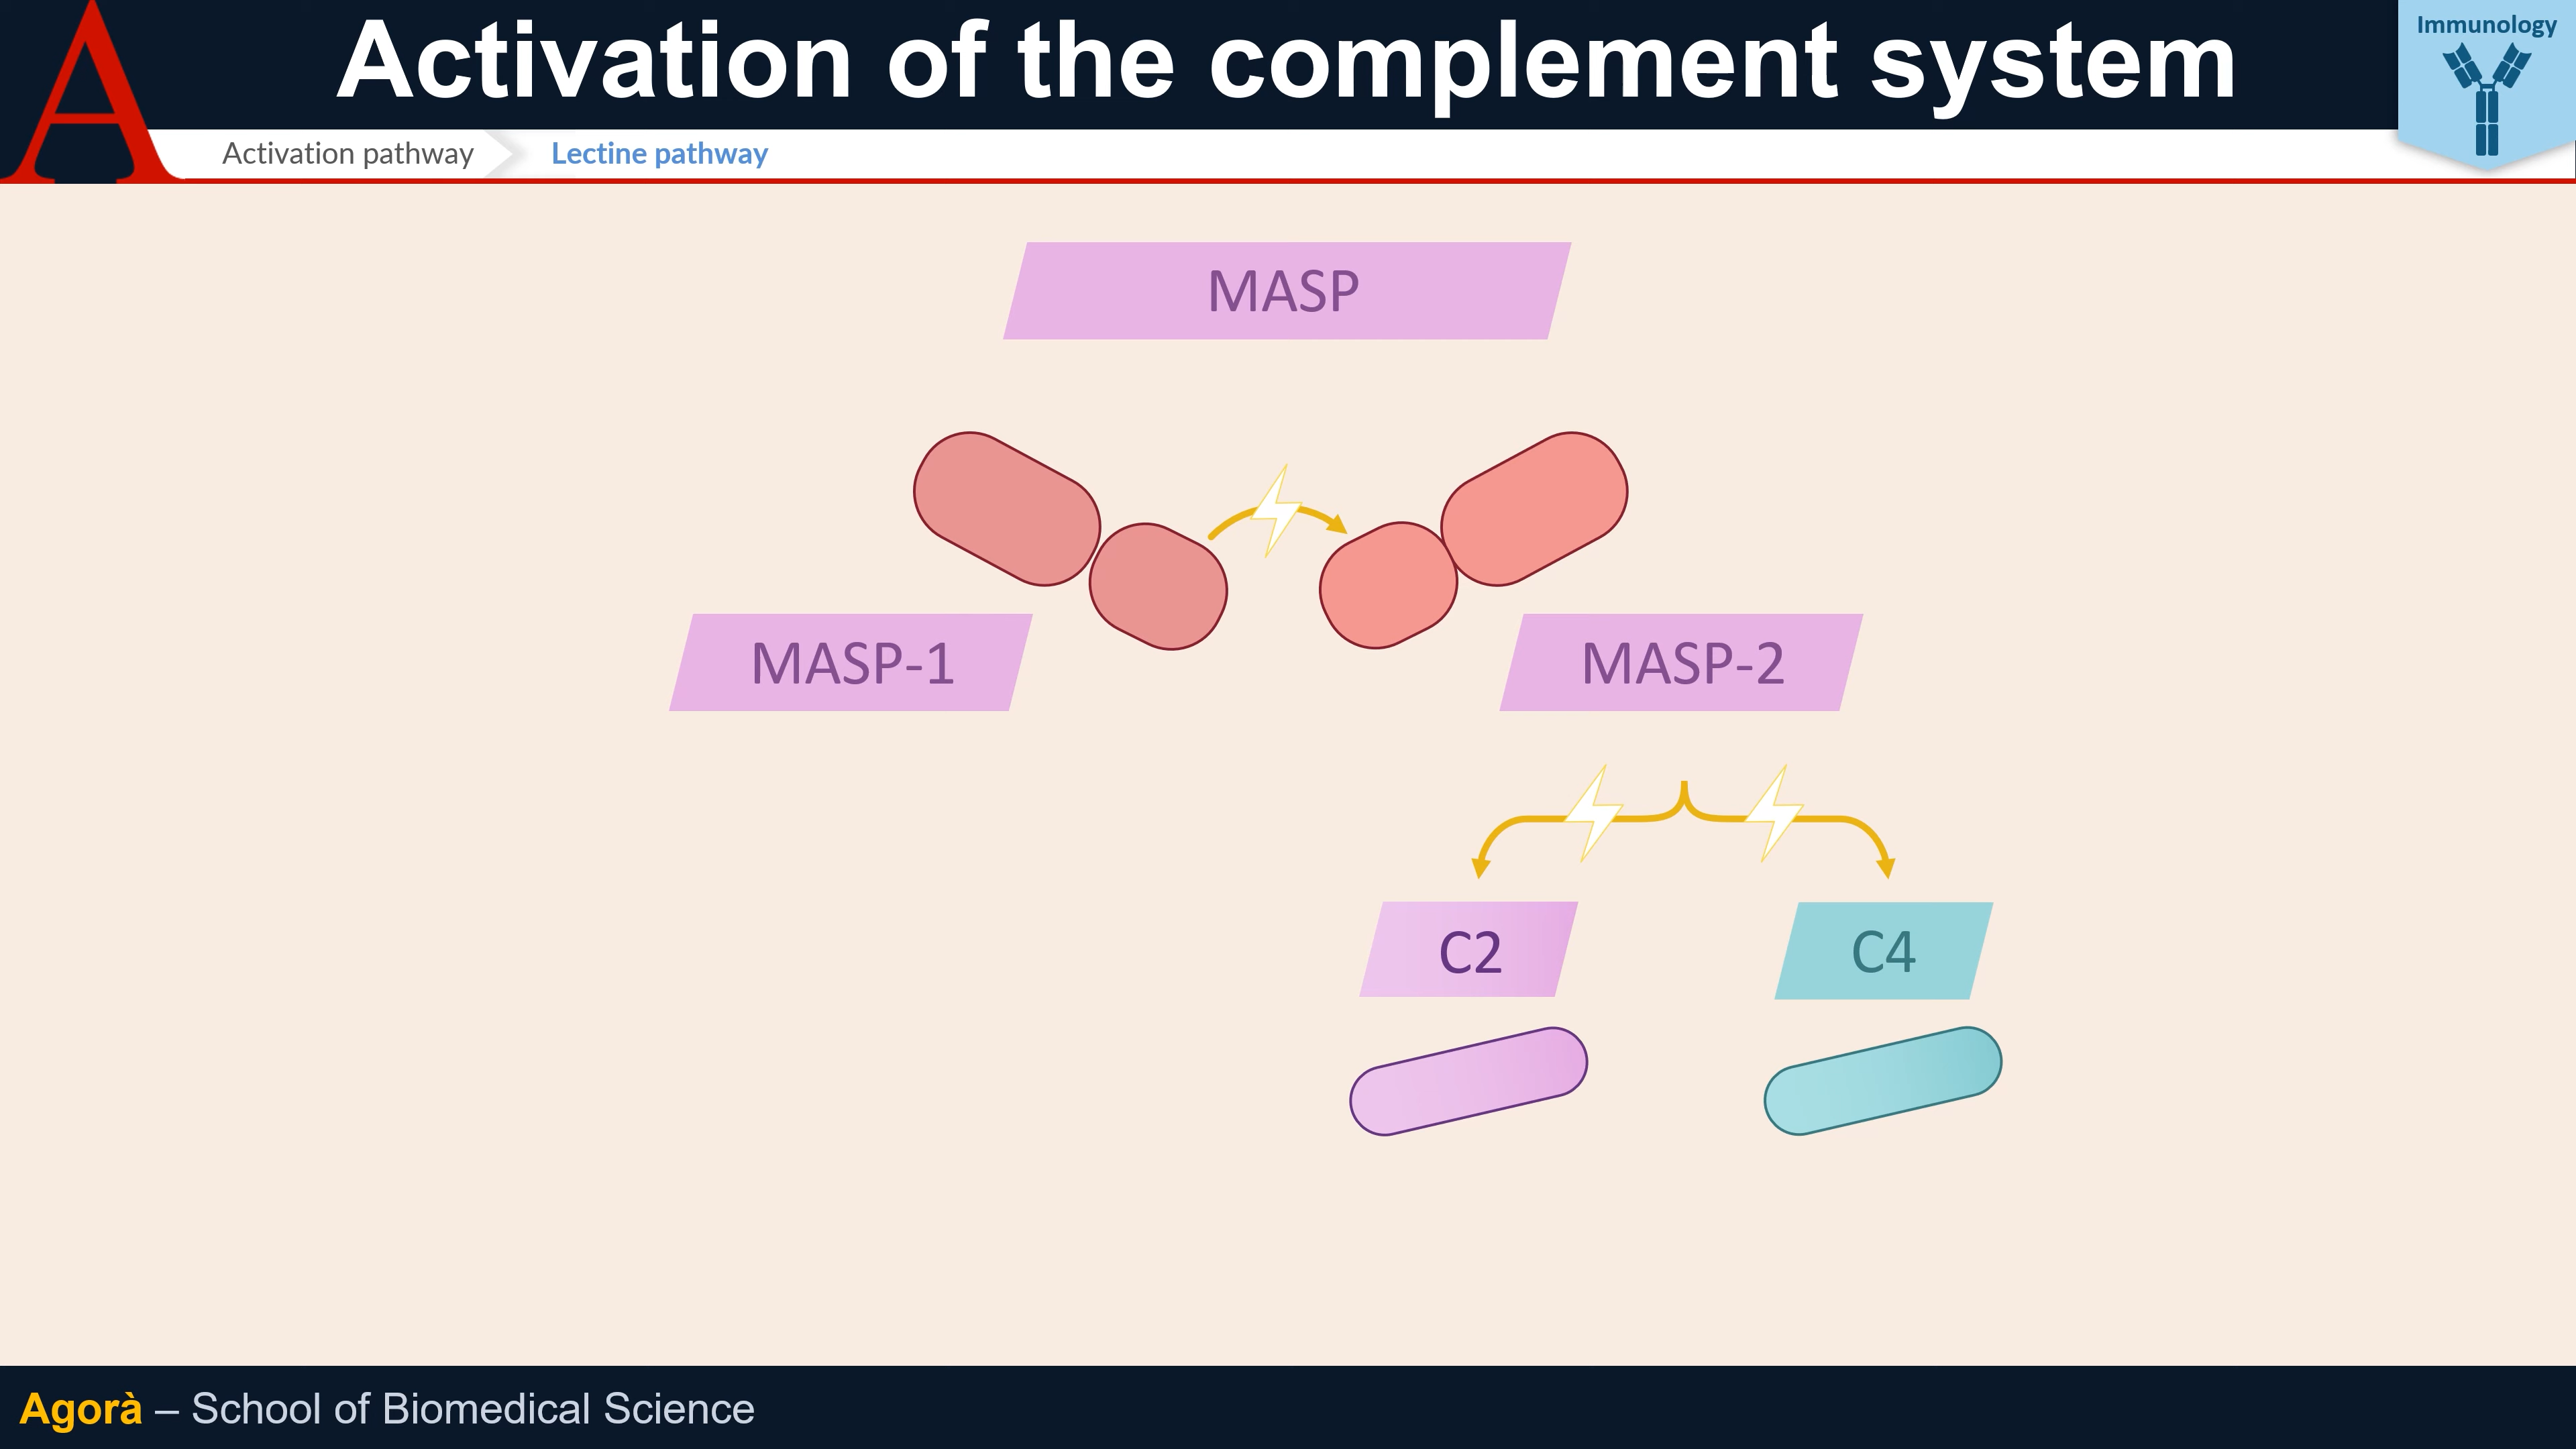 Activation of the complement system
Immunology
Activation pathway
Lectine pathway
MASP
MASP-1
MASP-2
C2
C4
Agorà – School of Biomedical Science